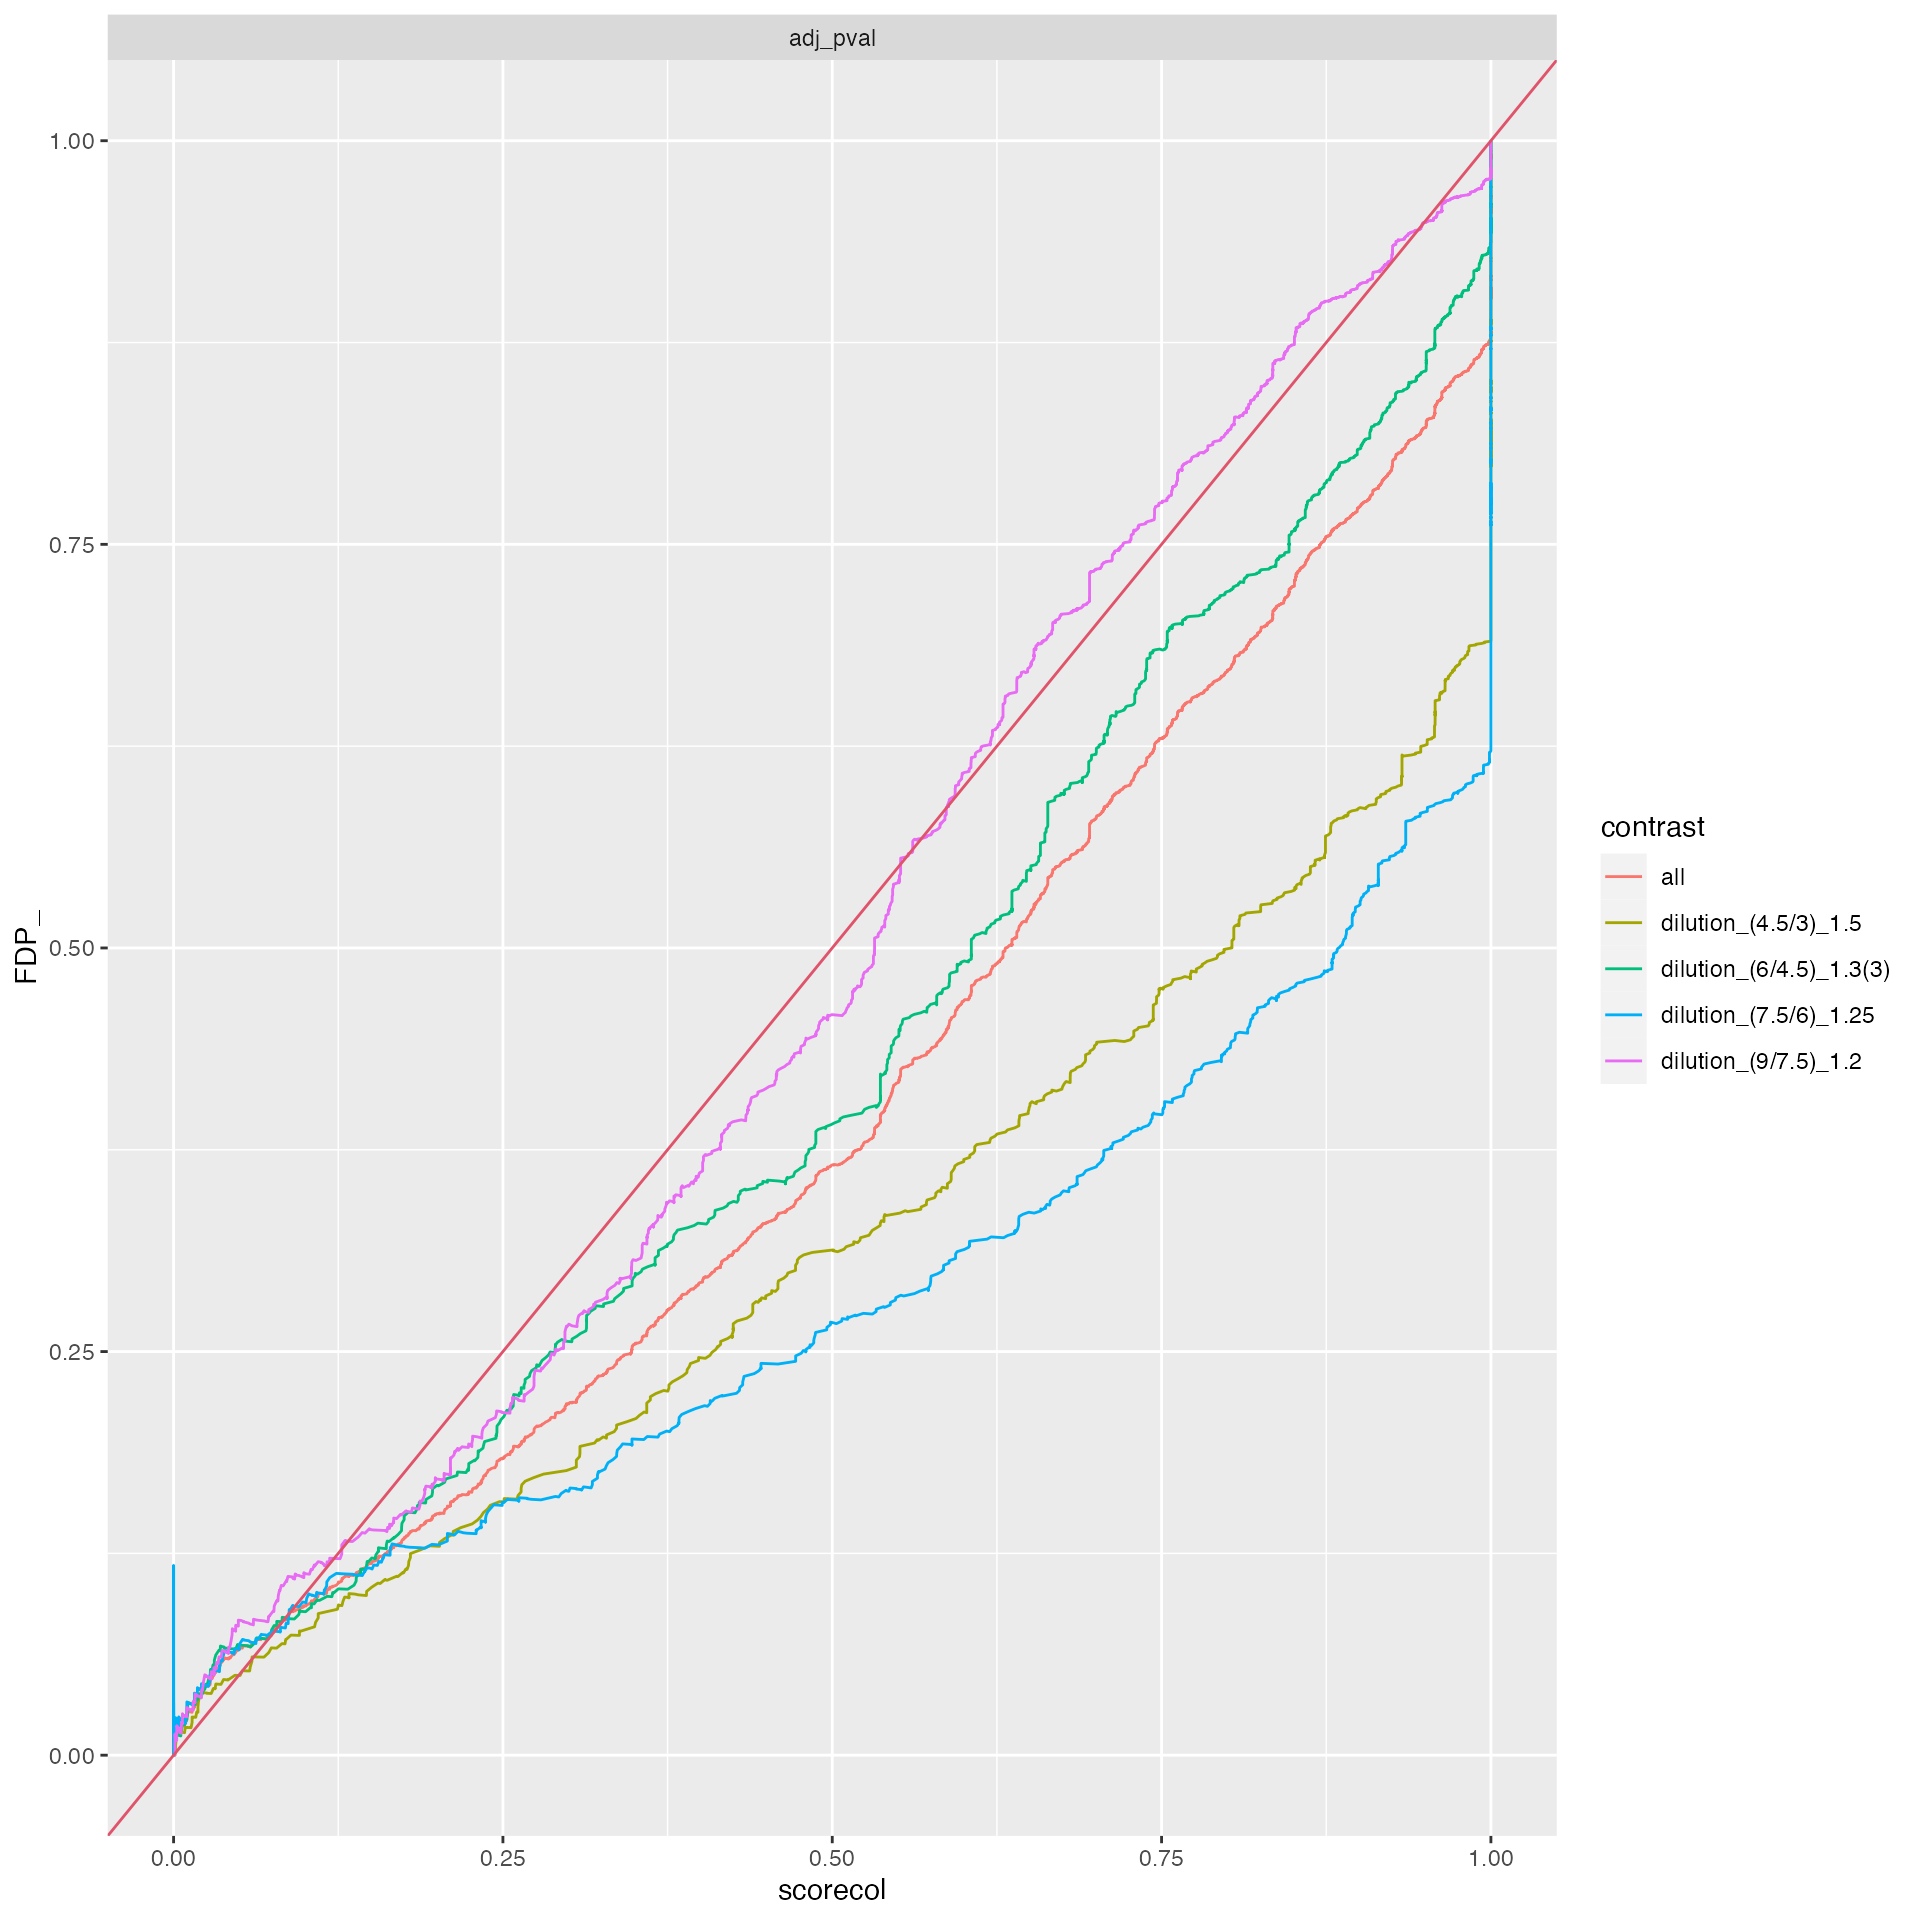 adj_pval
1.00
0.75
0.50
0.25
0.00
FDP_
0.00 0.25 0.50 0.75 1.00
scorecol
contrast
all
dilution_(4.5/3)_1.5
dilution_(6/4.5)_1.3(3)
dilution_(7.5/6)_1.25
dilution_(9/7.5)_1.2